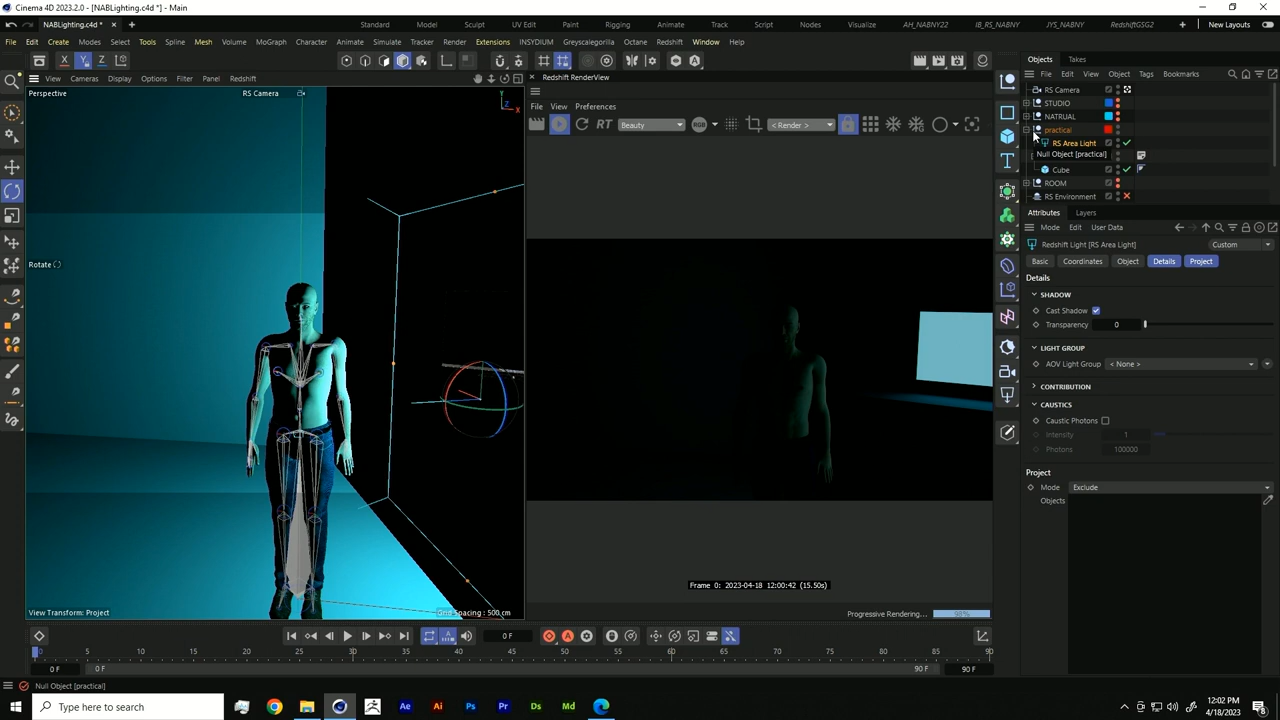 Cinema 4D 2023.2.0 - [NABLighting.c4d *] - Main
NABLighting.c4d *
Standard Model Sculpt UV Edit Paint Rigging Animate Track Script Nodes Visualize AH_NABNY22 IB_RS_NABNY JYS_NABNY RedshiftGSG2 New Layouts
File Edit Create Modes Select Tools Spline Mesh Volume MoGraph Character Animate Simulate Tracker Render Extensions INSYDIUM Greyscalegorilla Octane Redshift Window Help
X Y Z
View Cameras Display Options Filter Panel Redshift
Perspective
RS Camera
Rotate
View Transform: Project
Grid Spacing : 500 cm
Redshift RenderView
File View Preferences
RT Beauty RGB < Render >
Frame 0: 2023-04-18 12:00:42 (15.50s)
Progressive Rendering... 98%
Objects Takes
File Edit View Object Tags Bookmarks
RS Camera
STUDIO
NATRUAL
practical
RS Area Light
Null Object [practical]
Cube
ROOM
RS Environment
Attributes Layers
Mode Edit User Data
Redshift Light [RS Area Light] Custom
Basic Coordinates Object Details Project
Details
SHADOW
Cast Shadow
Transparency 0
LIGHT GROUP
AOV Light Group < None >
CONTRIBUTION
CAUSTICS
Caustic Photons
Intensity 1
Photons 100000
Project
Mode Exclude
Objects
0 F
0 5 10 15 20 25 30 35 40 45 50 55 60 65 70 75 80 85 90
0 F 0 F 90 F 90 F
Null Object [practical]
Type here to search
Ae Ai Ps Pr Ds Md
12:02 PM
4/18/2023